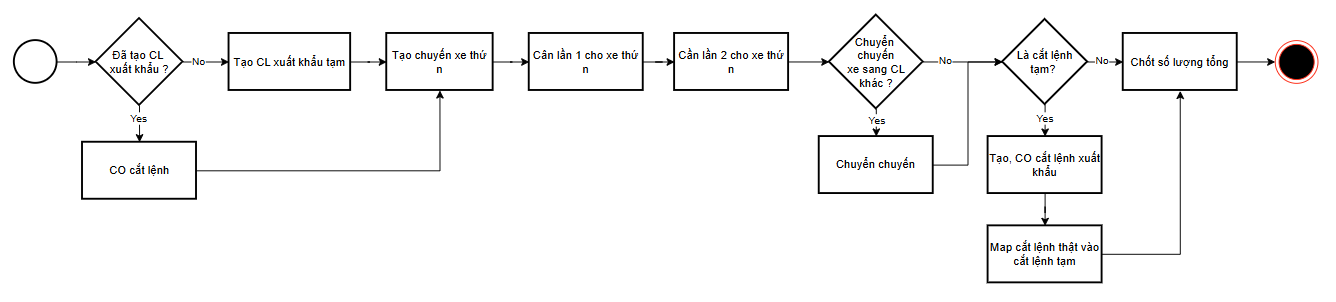 Đã tạo CL
xuất khẩu ?
No
Tạo CL xuất khẩu tạm
Tạo chuyến xe thứ
n
Cân lần 1 cho xe thứ
n
Cần lần 2 cho xe thứ
n
Chuyển
chuyến
xe sang CL
khác ?
No
Là cắt lệnh
tạm?
No
Chốt số lượng tổng
Yes
CO cắt lệnh
Yes
Chuyển chuyến
Yes
Tạo, CO cắt lệnh xuất
khẩu
Map cắt lệnh thật vào
cắt lệnh tạm